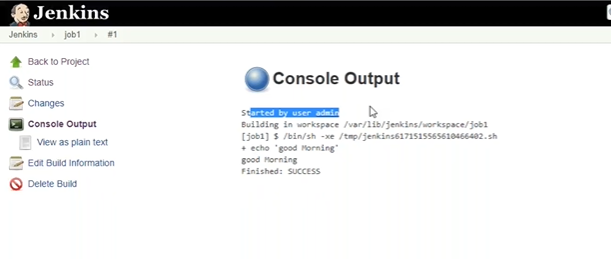 Jenkins
Jenkins › job1 › #1
Back to Project
Status
Changes
Console Output
View as plain text
Edit Build Information
Delete Build
Console Output
Started by user admin
Building in workspace /var/lib/jenkins/workspace/job1
[job1] $ /bin/sh -xe /tmp/jenkins6171515565610466402.sh
+ echo 'good Morning'
good Morning
Finished: SUCCESS